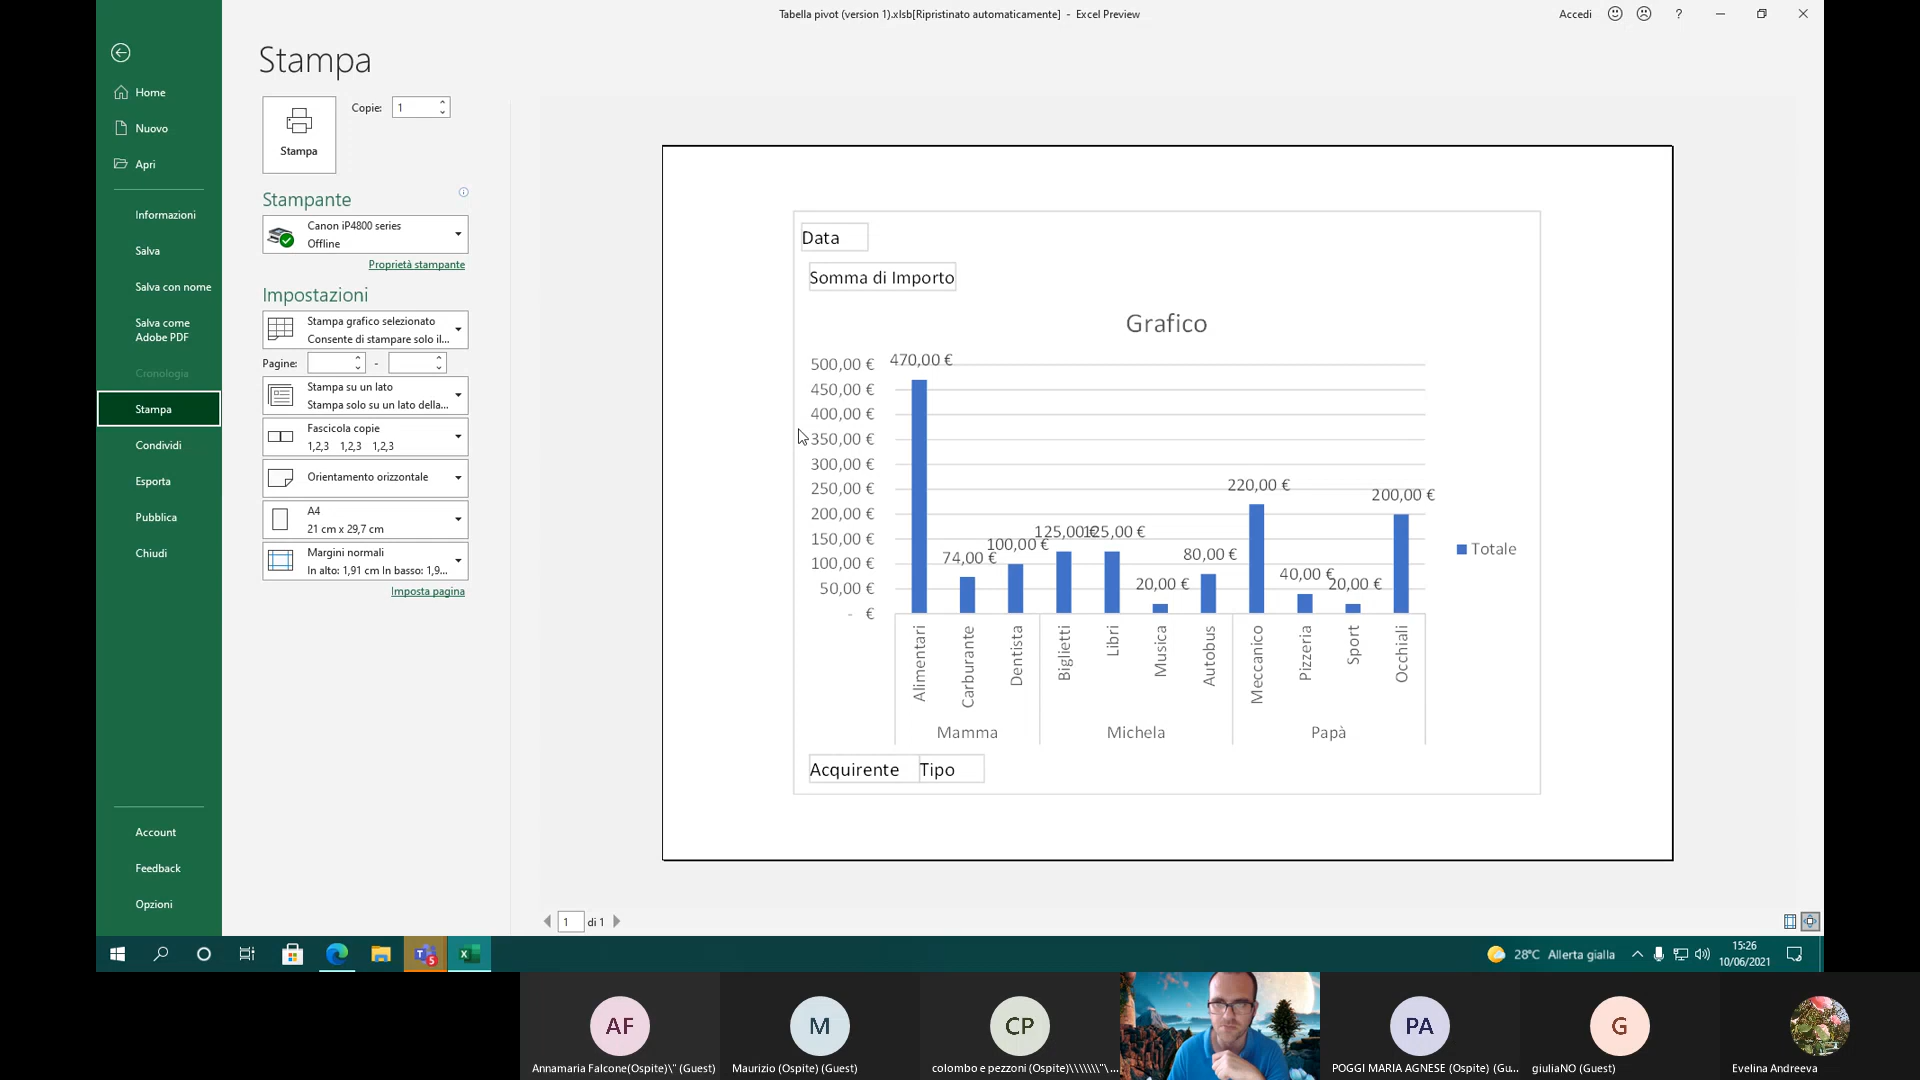 Tabella pivot (version 1).xlsb[Ripristinato automaticamente] - Excel Preview
Accedi
?
Stampa
Home
Nuovo
Apri
Informazioni
Salva
Salva con nome
Salva come
Adobe PDF
Cronologia
Stampa
Condividi
Esporta
Pubblica
Chiudi
Account
Feedback
Opzioni
Stampa
Copie: 1
Stampante
Canon iP4800 series
Offline
Proprietà stampante
Impostazioni
Stampa grafico selezionato
Consente di stampare solo il...
Pagine: -
Stampa su un lato
Stampa solo su un lato della...
Fascicola copie
1,2,3 1,2,3 1,2,3
Orientamento orizzontale
A4
21 cm x 29,7 cm
Margini normali
In alto: 1,91 cm In basso: 1,9...
Imposta pagina
Data
Somma di Importo
Grafico
500,00 €
450,00 €
400,00 €
350,00 €
300,00 €
250,00 €
200,00 €
150,00 €
100,00 €
50,00 €
- €
470,00 €
74,00 €
100,00 €
125,00 €
125,00 €
20,00 €
80,00 €
220,00 €
40,00 €
20,00 €
200,00 €
Totale
Alimentari
Carburante
Dentista
Biglietti
Libri
Musica
Autobus
Meccanico
Pizzeria
Sport
Occhiali
Mamma
Michela
Papà
Acquirente
Tipo
1 di 1
5
28°C Allerta gialla
15:26
10/06/2021
AF
M
CP
PA
G
Annamaria Falcone(Ospite)\" (Guest)
Maurizio (Ospite) (Guest)
colombo e pezzoni (Ospite)\\\\\\\"\...
POGGI MARIA AGNESE (Ospite) (Gu...
giuliaNO (Guest)
Evelina Andreeva